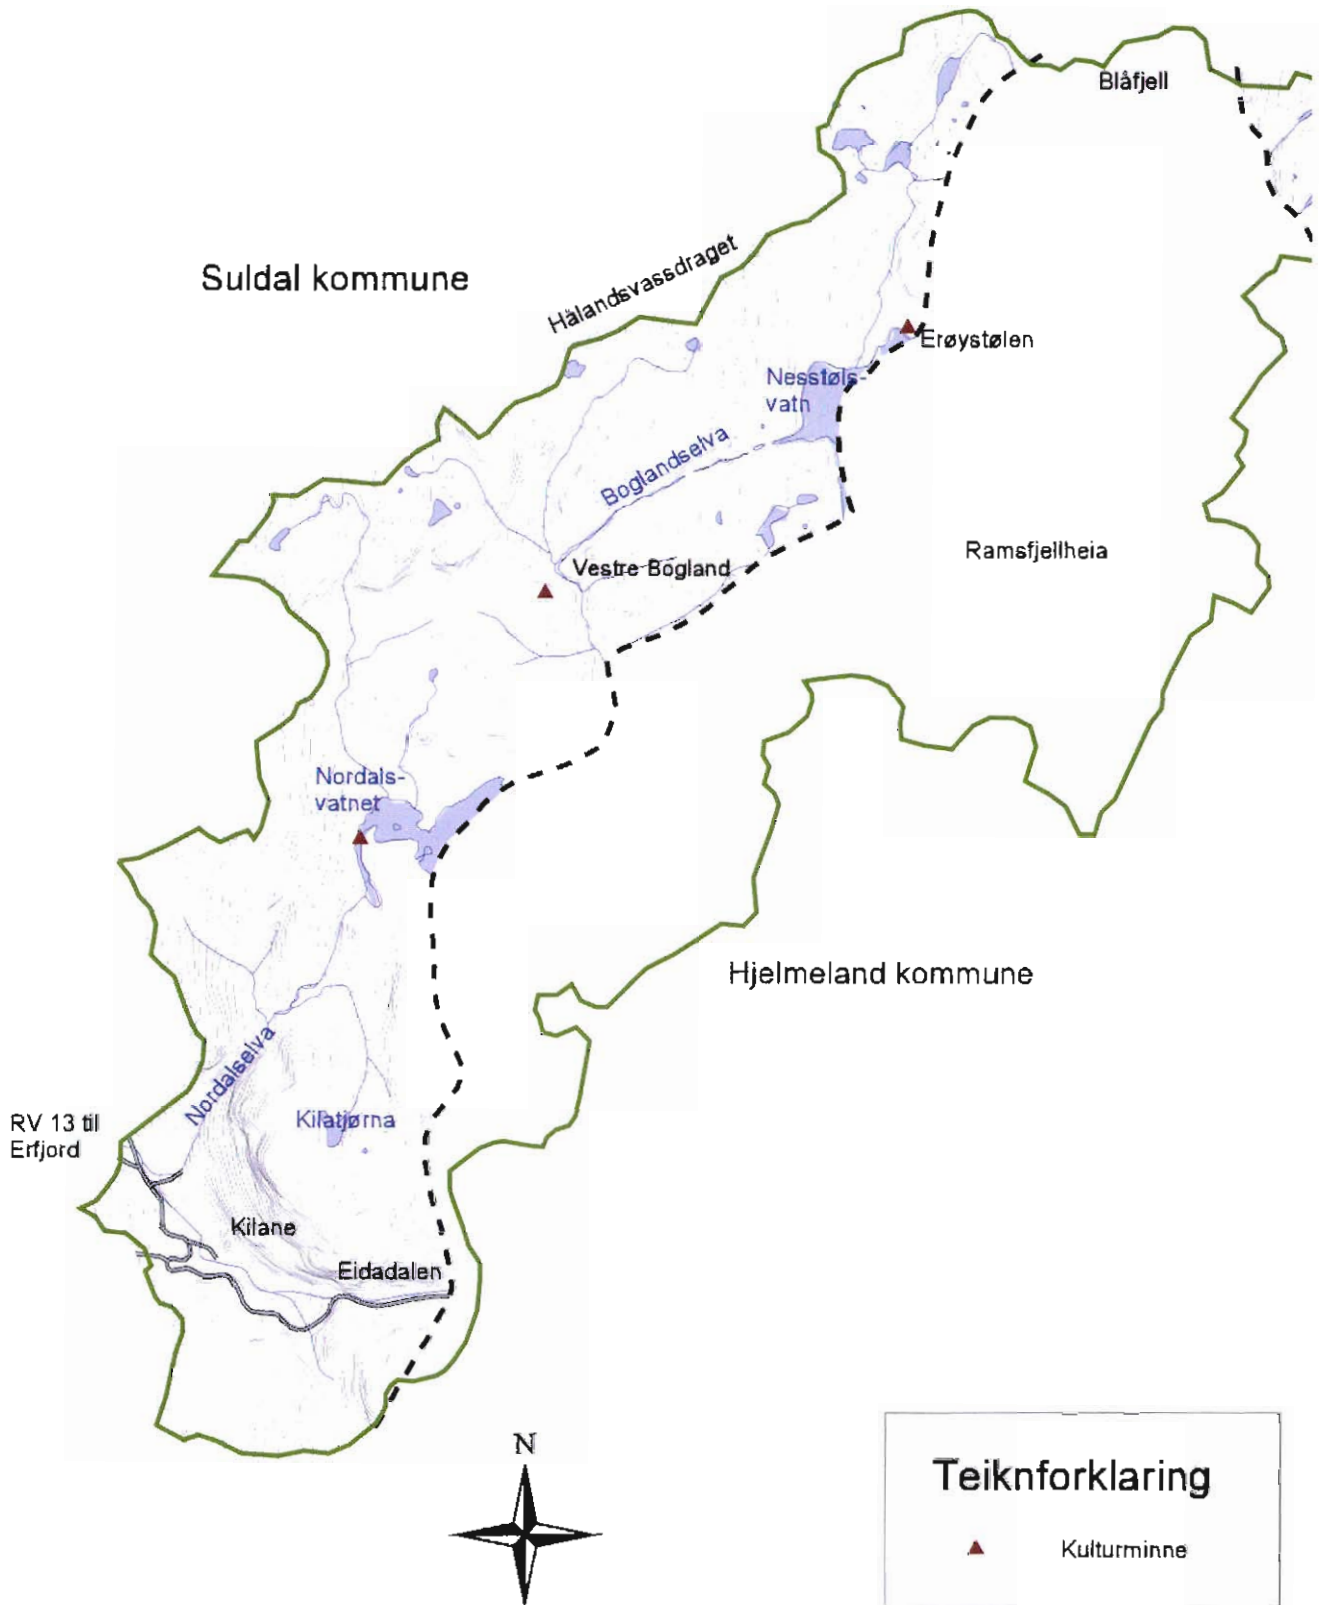 Blåfjell
Suldal kommune
Hålandsvassdraget
Erøystølen
Nesstøls-
vatn
Boglandselva
Ramsfjellheia
Vestre Bogland
Nordals-
vatnet
Hjelmeland kommune
Nordalselva
Kilatjørna
RV 13 til
Erfjord
Kilane
Eidadalen
N
Teiknforklaring
Kulturminne